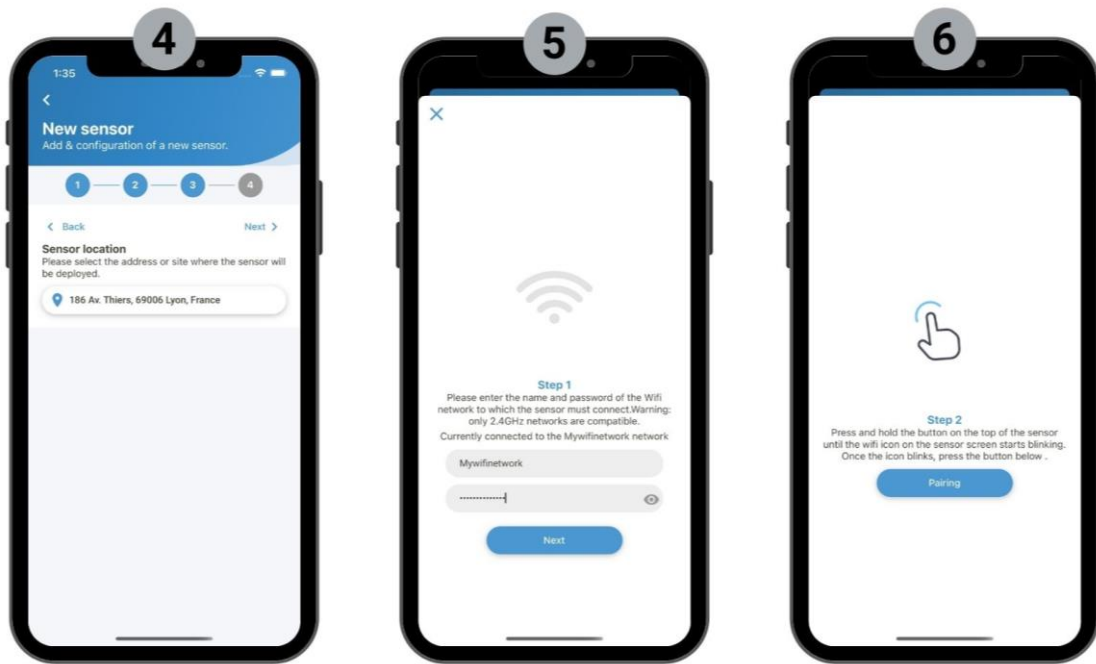 4
1:35
New sensor
Add & configuration of a new sensor.
1
2
3
4
Back
Next
Sensor location
Please select the address or site where the sensor will
be deployed.
186 Av. Thiers, 69006 Lyon, France
5
Step 1
Please enter the name and password of the Wifi
network to which the sensor must connect.Warning:
only 2.4GHz networks are compatible.
Currently connected to the Mywifinetwork network
Mywifinetwork
Next
6
Step 2
Press and hold the button on the top of the sensor
until the wifi icon on the sensor screen starts blinking.
Once the icon blinks, press the button below .
Pairing